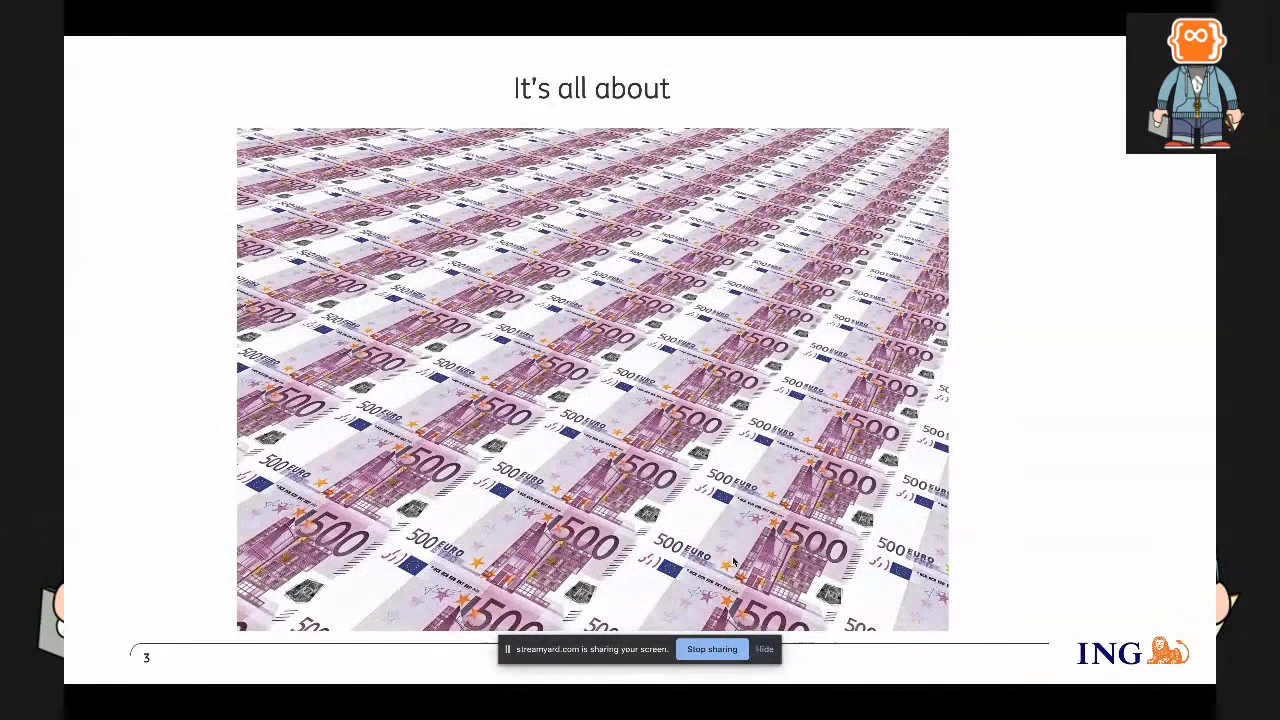 It's all about
500 EURO
500
3
streamyard.com is sharing your screen.
Stop sharing
Hide
ING